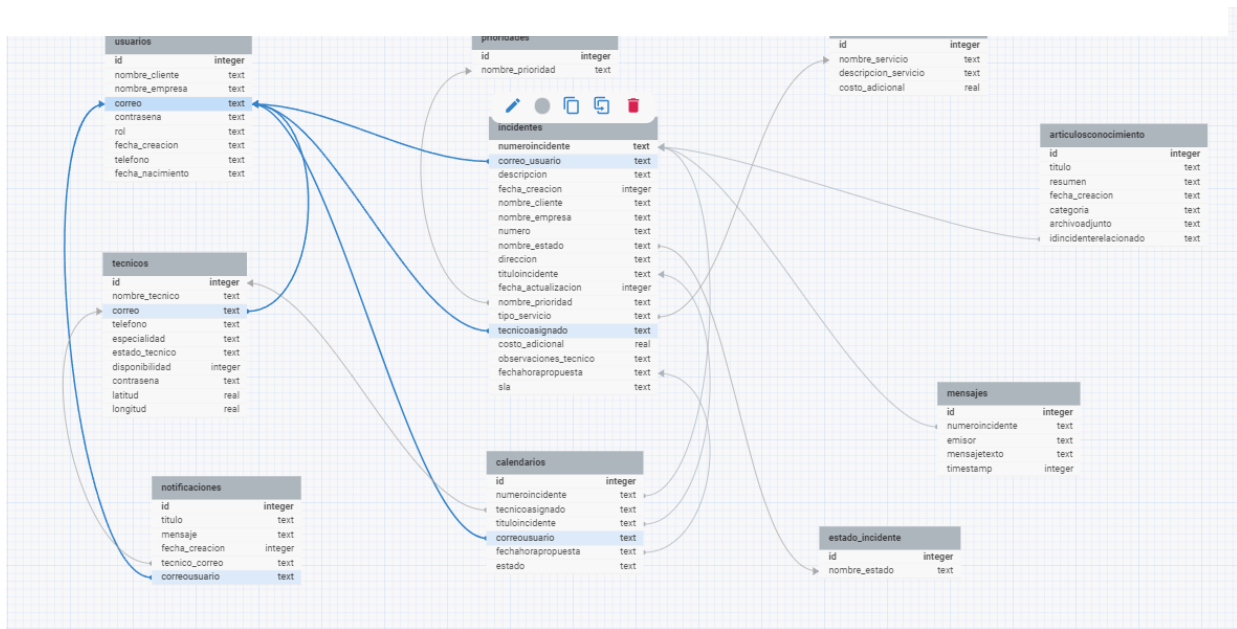 usuarios
id integer
nombre_cliente text
nombre_empresa text
correo text
contrasena text
rol text
fecha_creacion text
telefono text
fecha_nacimiento text
prioridades
id integer
nombre_prioridad text
id integer
nombre_servicio text
descripcion_servicio text
costo_adicional real
incidentes
numeroincidente text
correo_usuario text
descripcion text
fecha_creacion integer
nombre_cliente text
nombre_empresa text
numero text
nombre_estado text
direccion text
tituloincidente text
fecha_actualizacion integer
nombre_prioridad text
tipo_servicio text
tecnicoasignado text
costo_adicional real
observaciones_tecnico text
fechahorapropuesta text
sla text
articulosconocimiento
id integer
titulo text
resumen text
fecha_creacion text
categoria text
archivoadjunto text
idincidenterelacionado text
tecnicos
id integer
nombre_tecnico text
correo text
telefono text
especialidad text
estado_tecnico text
disponibilidad integer
contrasena text
latitud real
longitud real
mensajes
id integer
numeroincidente text
emisor text
mensajetexto text
timestamp integer
calendarios
id integer
numeroincidente text
tecnicoasignado text
tituloincidente text
correousuario text
fechahorapropuesta text
estado text
notificaciones
id integer
titulo text
mensaje text
fecha_creacion integer
tecnico_correo text
correousuario text
estado_incidente
id integer
nombre_estado text